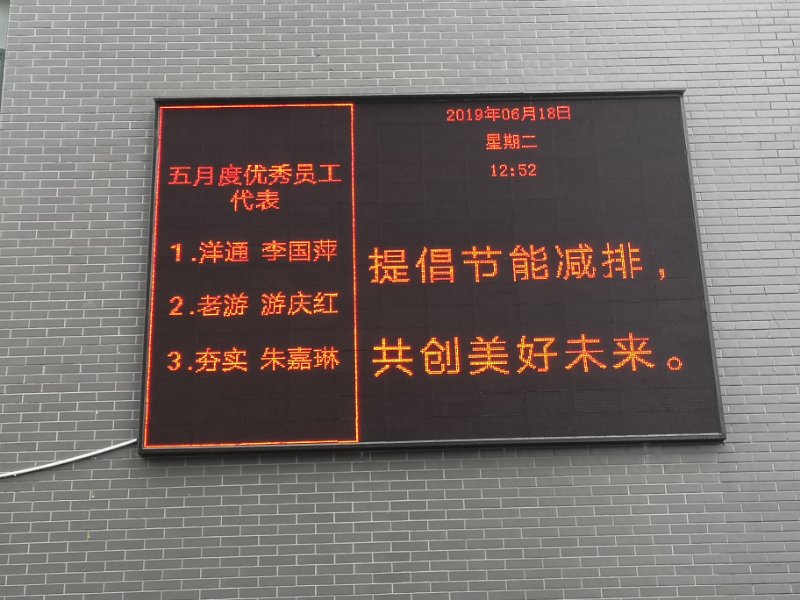 五月度优秀员工
代表
1.洋通 李国萍
2.老游 游庆红
3.夯实 朱嘉琳
2019年06月18日
星期二
12:52
提倡节能减排，
共创美好未来。